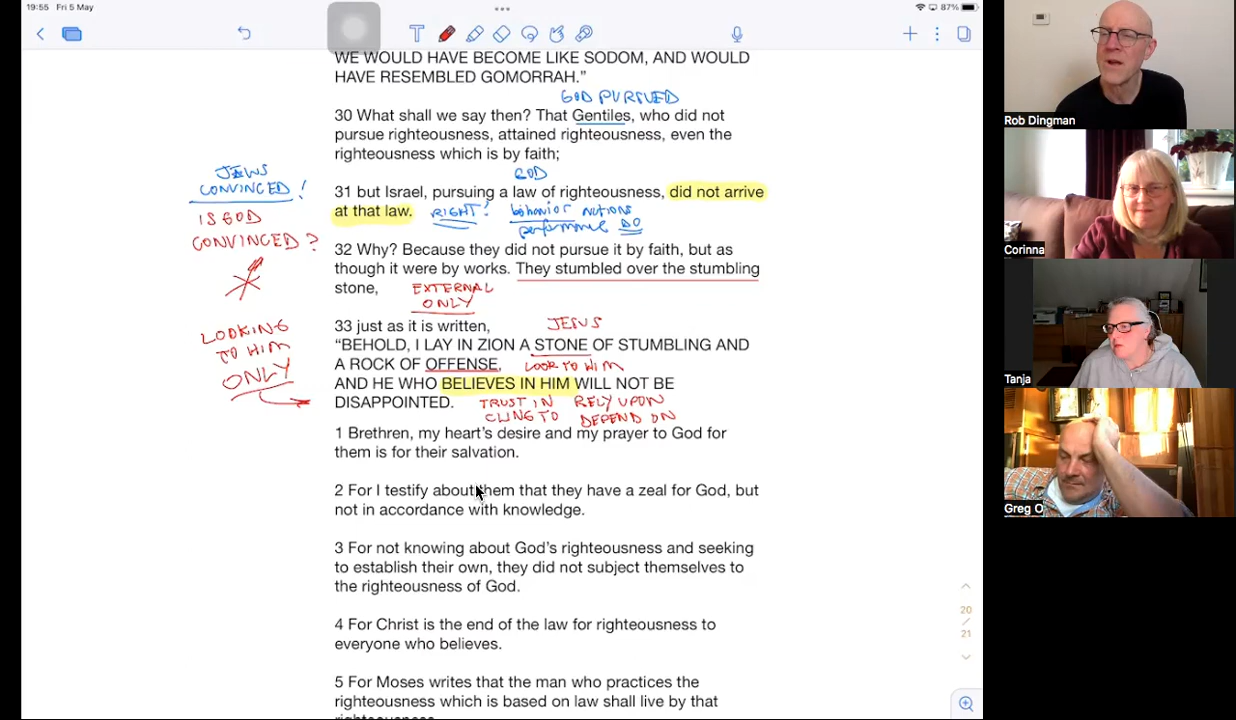 19:55 Fri 5 May
87%
WE WOULD HAVE BECOME LIKE SODOM, AND WOULD
HAVE RESEMBLED GOMORRAH.”
GOD PURSUED
30 What shall we say then? That Gentiles, who did not
pursue righteousness, attained righteousness, even the
righteousness which is by faith;
JEWS
CONVINCED!
IS GOD
CONVINCED?
LOOKING
TO HIM
ONLY
GOD
31 but Israel, pursuing a law of righteousness, did not arrive
at that law. RIGHT! behavior
performance DO
32 Why? Because they did not pursue it by faith, but as
though it were by works. They stumbled over the stumbling
stone, EXTERNAL
ONLY
33 just as it is written, JESUS
“BEHOLD, I LAY IN ZION A STONE OF STUMBLING AND
A ROCK OF OFFENSE, LOOK TO HIM
AND HE WHO BELIEVES IN HIM WILL NOT BE
DISAPPOINTED. TRUST IN RELY UPON
CLING TO DEPEND ON
1 Brethren, my heart’s desire and my prayer to God for
them is for their salvation.
2 For I testify about them that they have a zeal for God, but
not in accordance with knowledge.
3 For not knowing about God’s righteousness and seeking
to establish their own, they did not subject themselves to
the righteousness of God.
4 For Christ is the end of the law for righteousness to
everyone who believes.
5 For Moses writes that the man who practices the
righteousness which is based on law shall live by that
righteousness.
20
/
21
Rob Dingman
Corinna
Tanja
Greg O